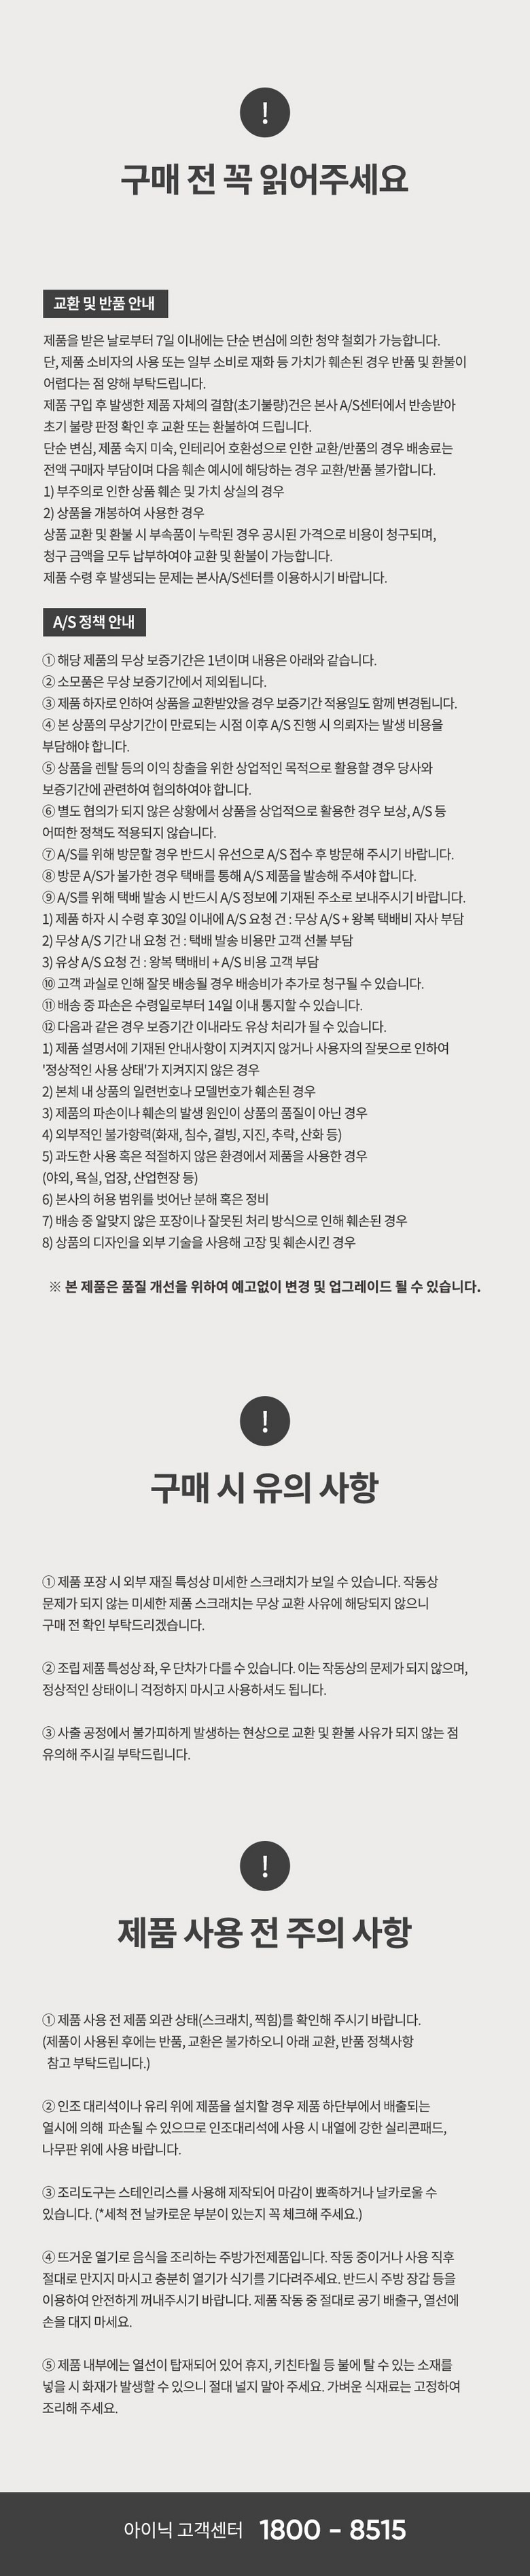 !
구매 전 꼭 읽어주세요
교환 및 반품 안내
제품을 받은 날로부터 7일 이내에는 단순 변심에 의한 청약 철회가 가능합니다.
단, 제품 소비자의 사용 또는 일부 소비로 재화 등 가치가 훼손된 경우 반품 및 환불이
어렵다는 점 양해 부탁드립니다.
제품 구입 후 발생한 제품 자체의 결함(초기불량)건은 본사 A/S센터에서 반송받아
초기 불량 판정 확인 후 교환 또는 환불하여 드립니다.
단순 변심, 제품 숙지 미숙, 인테리어 호환성으로 인한 교환/반품의 경우 배송료는
전액 구매자 부담이며 다음 훼손 예시에 해당하는 경우 교환/반품 불가합니다.
1) 부주의로 인한 상품 훼손 및 가치 상실의 경우
2) 상품을 개봉하여 사용한 경우
상품 교환 및 환불 시 부속품이 누락된 경우 공시된 가격으로 비용이 청구되며,
청구 금액을 모두 납부하여야 교환 및 환불이 가능합니다.
제품 수령 후 발생되는 문제는 본사A/S센터를 이용하시기 바랍니다.
A/S 정책 안내
① 해당 제품의 무상 보증기간은 1년이며 내용은 아래와 같습니다.
② 소모품은 무상 보증기간에서 제외됩니다.
③ 제품 하자로 인하여 상품을 교환받았을 경우 보증기간 적용일도 함께 변경됩니다.
④ 본 상품의 무상기간이 만료되는 시점 이후 A/S 진행 시 의뢰자는 발생 비용을
부담해야 합니다.
⑤ 상품을 렌탈 등의 이익 창출을 위한 상업적인 목적으로 활용할 경우 당사와
보증기간에 관련하여 협의하여야 합니다.
⑥ 별도 협의가 되지 않은 상황에서 상품을 상업적으로 활용한 경우 보상, A/S 등
어떠한 정책도 적용되지 않습니다.
⑦ A/S를 위해 방문할 경우 반드시 유선으로 A/S 접수 후 방문해 주시기 바랍니다.
⑧ 방문 A/S가 불가한 경우 택배를 통해 A/S 제품을 발송해 주셔야 합니다.
⑨ A/S를 위해 택배 발송 시 반드시 A/S 정보에 기재된 주소로 보내주시기 바랍니다.
1) 제품 하자 시 수령 후 30일 이내에 A/S 요청 건 : 무상 A/S + 왕복 택배비 자사 부담
2) 무상 A/S 기간 내 요청 건 : 택배 발송 비용만 고객 선불 부담
3) 유상 A/S 요청 건 : 왕복 택배비 + A/S 비용 고객 부담
⑩ 고객 과실로 인해 잘못 배송될 경우 배송비가 추가로 청구될 수 있습니다.
⑪ 배송 중 파손은 수령일로부터 14일 이내 통지할 수 있습니다.
⑫ 다음과 같은 경우 보증기간 이내라도 유상 처리가 될 수 있습니다.
1) 제품 설명서에 기재된 안내사항이 지켜지지 않거나 사용자의 잘못으로 인하여
'정상적인 사용 상태'가 지켜지지 않은 경우
2) 본체 내 상품의 일련번호나 모델번호가 훼손된 경우
3) 제품의 파손이나 훼손의 발생 원인이 상품의 품질이 아닌 경우
4) 외부적인 불가항력(화재, 침수, 결빙, 지진, 추락, 산화 등)
5) 과도한 사용 혹은 적절하지 않은 환경에서 제품을 사용한 경우
(야외, 욕실, 업장, 산업현장 등)
6) 본사의 허용 범위를 벗어난 분해 혹은 정비
7) 배송 중 알맞지 않은 포장이나 잘못된 처리 방식으로 인해 훼손된 경우
8) 상품의 디자인을 외부 기술을 사용해 고장 및 훼손시킨 경우
※ 본 제품은 품질 개선을 위하여 예고없이 변경 및 업그레이드 될 수 있습니다.
!
구매 시 유의 사항
① 제품 포장 시 외부 재질 특성상 미세한 스크래치가 보일 수 있습니다. 작동상
문제가 되지 않는 미세한 제품 스크래치는 무상 교환 사유에 해당되지 않으니
구매 전 확인 부탁드리겠습니다.
② 조립 제품 특성상 좌, 우 단차가 다를 수 있습니다. 이는 작동상의 문제가 되지 않으며,
정상적인 상태이니 걱정하지 마시고 사용하셔도 됩니다.
③ 사출 공정에서 불가피하게 발생하는 현상으로 교환 및 환불 사유가 되지 않는 점
유의해 주시길 부탁드립니다.
!
제품 사용 전 주의 사항
① 제품 사용 전 제품 외관 상태(스크래치, 찍힘)를 확인해 주시기 바랍니다.
(제품이 사용된 후에는 반품, 교환은 불가하오니 아래 교환, 반품 정책사항
참고 부탁드립니다.)
② 인조 대리석이나 유리 위에 제품을 설치할 경우 제품 하단부에서 배출되는
열시에 의해 파손될 수 있으므로 인조대리석에 사용 시 내열에 강한 실리콘패드,
나무판 위에 사용 바랍니다.
③ 조리도구는 스테인리스를 사용해 제작되어 마감이 뾰족하거나 날카로울 수
있습니다. (*세척 전 날카로운 부분이 있는지 꼭 체크해 주세요.)
④ 뜨거운 열기로 음식을 조리하는 주방가전제품입니다. 작동 중이거나 사용 직후
절대로 만지지 마시고 충분히 열기가 식기를 기다려주세요. 반드시 주방 장갑 등을
이용하여 안전하게 꺼내주시기 바랍니다. 제품 작동 중 절대로 공기 배출구, 열선에
손을 대지 마세요.
⑤ 제품 내부에는 열선이 탑재되어 있어 휴지, 키친타월 등 불에 탈 수 있는 소재를
넣을 시 화재가 발생할 수 있으니 절대 넣지 말아 주세요. 가벼운 식재료는 고정하여
조리해 주세요.
아이닉 고객센터 1800 - 8515